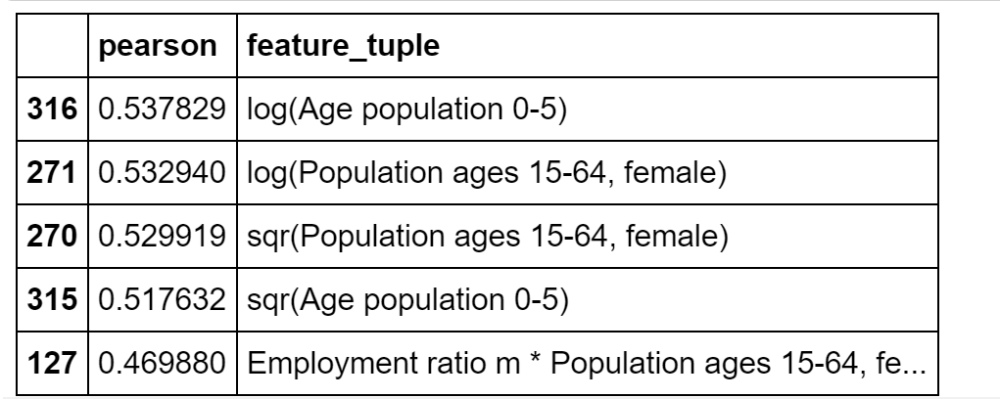 pearson feature_tuple
316 0.537829 log(Age population 0-5)
271 0.532940 log(Population ages 15-64, female)
270 0.529919 sqr(Population ages 15-64, female)
315 0.517632 sqr(Age population 0-5)
127 0.469880 Employment ratio m * Population ages 15-64, fe...